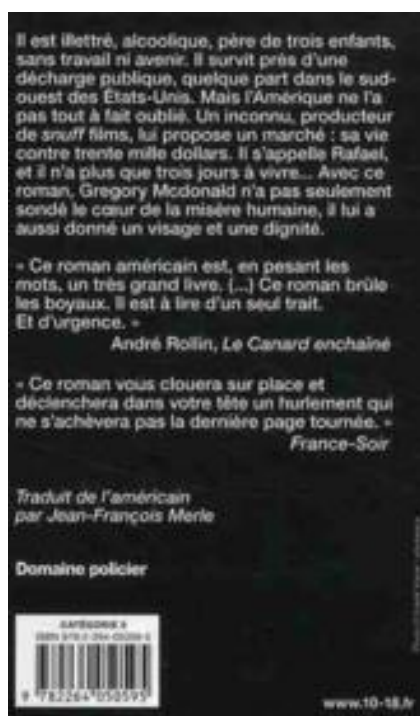 Il est illettré, alcoolique, père de trois enfants,
sans travail ni avenir. Il survit près d'une
décharge publique, quelque part dans le sud-
ouest des États-Unis. Mais l'Amérique ne l'a
pas tout à fait oublié. Un inconnu, producteur
de snuff films, lui propose un marché : sa vie
contre trente mille dollars. Il s'appelle Rafael,
et il n'a plus que trois jours à vivre... Avec ce
roman, Gregory Mcdonald n'a pas seulement
sondé le cœur de la misère humaine, il lui a
aussi donné un visage et une dignité.
« Ce roman américain est, en pesant les
mots, un très grand livre. (...) Ce roman brûle
les boyaux. Il est à lire d'un seul trait.
Et d'urgence. »
André Rollin, Le Canard enchaîné
« Ce roman vous clouera sur place et
déclenchera dans votre tête un hurlement qui
ne s'achèvera pas la dernière page tournée. »
France-Soir
Traduit de l'américain
par Jean-François Merle
Domaine policier
CATÉGORIE
ISBN
9 782264 050593
www.10-18.fr